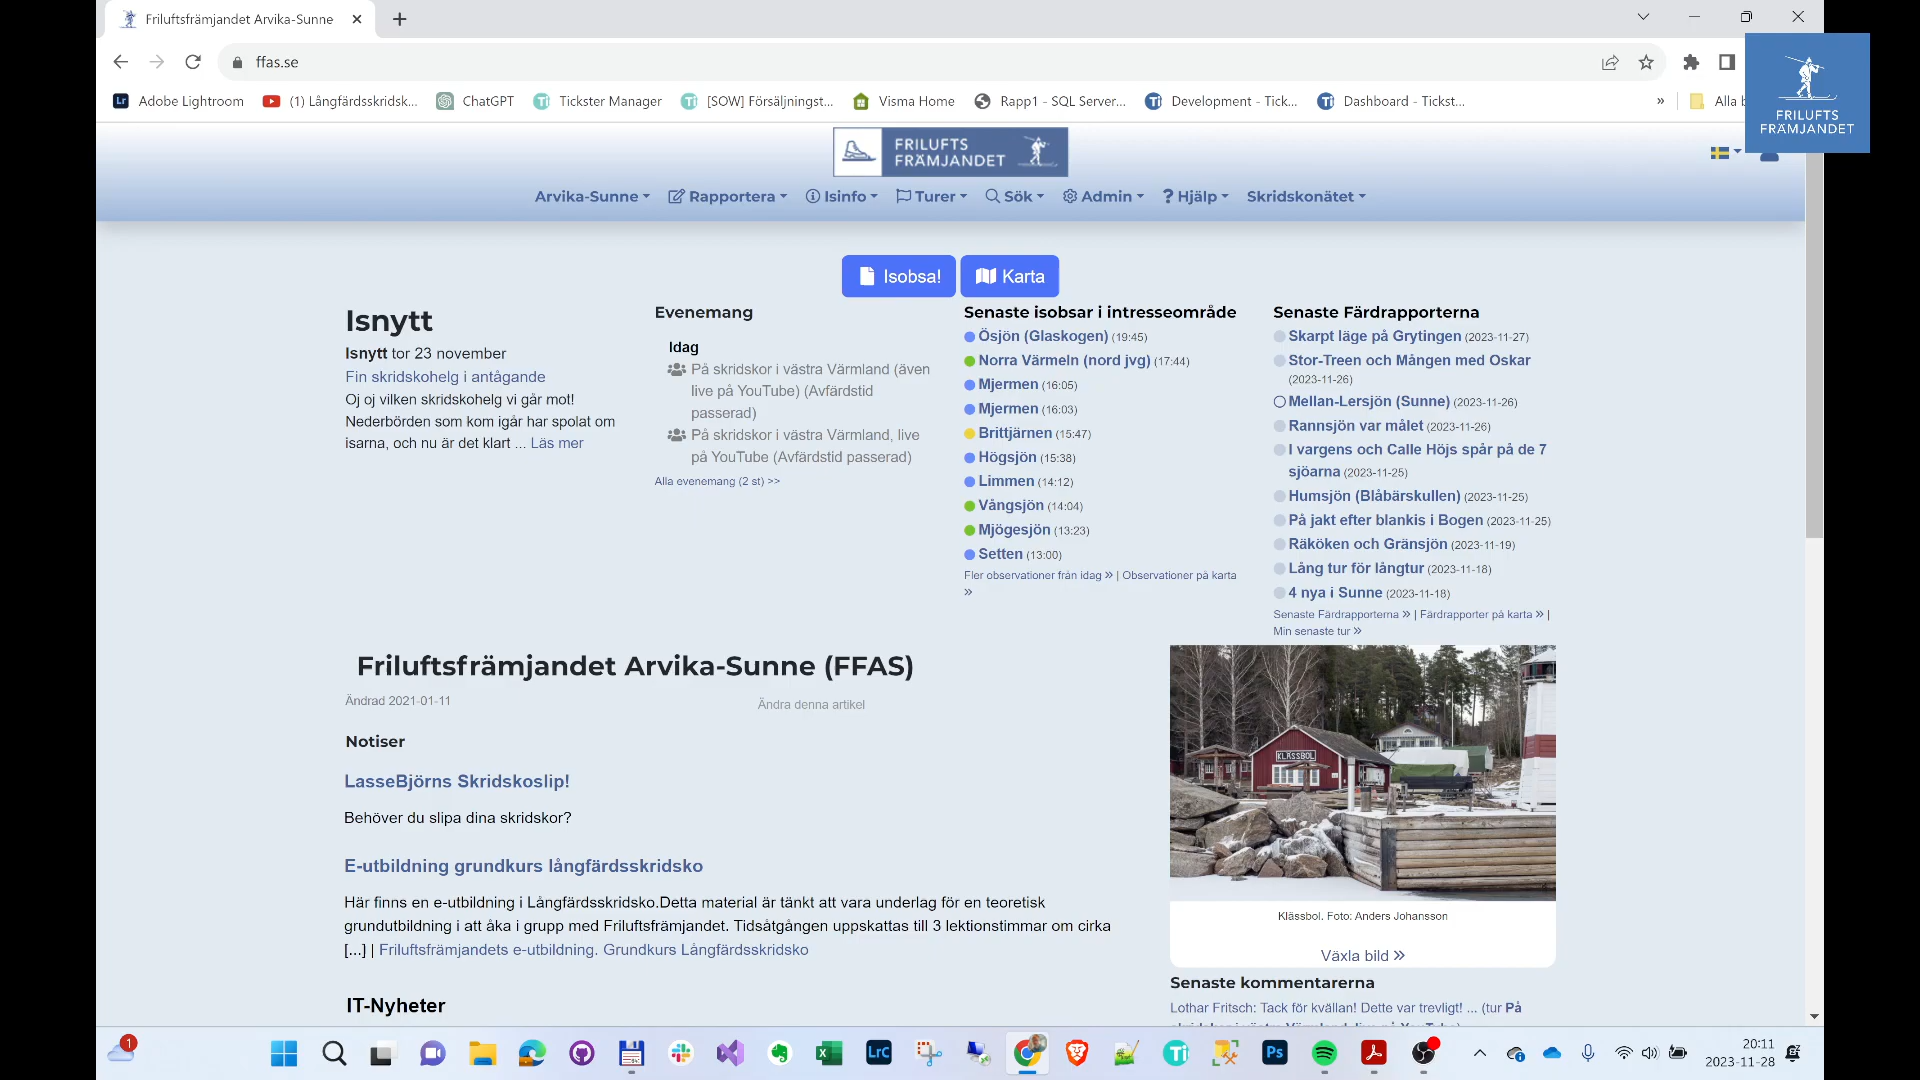 Friluftsfrämjandet Arvika-Sunne
ffas.se
Adobe Lightroom
(1) Långfärdsskridsk...
ChatGPT
Tickster Manager
[SOW] Försäljningst...
Visma Home
Rapp1 - SQL Server...
Development - Tick...
Dashboard - Tickst...
»
Alla b
FRILUFTS
FRÄMJANDET
FRILUFTS
FRÄMJANDET
Arvika-Sunne
Rapportera
Isinfo
Turer
Sök
Admin
? Hjälp
Skridskonätet
Isobsa!
Karta
Isnytt
Isnytt tor 23 november
Fin skridskohelg i antågande
Oj oj vilken skridskohelg vi går mot!
Nederbörden som kom igår har spolat om
isarna, och nu är det klart ... Läs mer
Evenemang
Idag
På skridskor i västra Värmland (även
live på YouTube) (Avfärdstid
passerad)
På skridskor i västra Värmland, live
på YouTube (Avfärdstid passerad)
Alla evenemang (2 st) >>
Senaste isobsar i intresseområde
Ösjön (Glaskogen) (19:45)
Norra Värmeln (nord jvg) (17:44)
Mjermen (16:05)
Mjermen (16:03)
Brittjärnen (15:47)
Högsjön (15:38)
Limmen (14:12)
Vångsjön (14:04)
Mjögesjön (13:23)
Setten (13:00)
Fler observationer från idag » | Observationer på karta
»
Senaste Färdrapporterna
Skarpt läge på Grytingen (2023-11-27)
Stor-Treen och Mången med Oskar
(2023-11-26)
Mellan-Lersjön (Sunne) (2023-11-26)
Rannsjön var målet (2023-11-26)
I vargens och Calle Höjs spår på de 7
sjöarna (2023-11-25)
Humsjön (Blåbärskullen) (2023-11-25)
På jakt efter blankis i Bogen (2023-11-25)
Räköken och Gränsjön (2023-11-19)
Lång tur för långtur (2023-11-18)
4 nya i Sunne (2023-11-18)
Senaste Färdrapporterna » | Färdrapporter på karta » |
Min senaste tur »
Friluftsfrämjandet Arvika-Sunne (FFAS)
Ändrad 2021-01-11
Ändra denna artikel
Notiser
LasseBjörns Skridskoslip!
Behöver du slipa dina skridskor?
E-utbildning grundkurs långfärdsskridsko
Här finns en e-utbildning i Långfärdsskridsko.Detta material är tänkt att vara underlag för en teoretisk
grundutbildning i att åka i grupp med Friluftsfrämjandet. Tidsåtgången uppskattas till 3 lektionstimmar om cirka
[...] | Friluftsfrämjandets e-utbildning. Grundkurs Långfärdsskridsko
IT-Nyheter
KLÄSSBOL
Klässbol. Foto: Anders Johansson
Växla bild »
Senaste kommentarerna
Lothar Fritsch: Tack för kvällan! Dette var trevligt! ... (tur På
skridskor i västra Värmland, live på YouTube)
1
LrC
Ps
20:11
2023-11-28